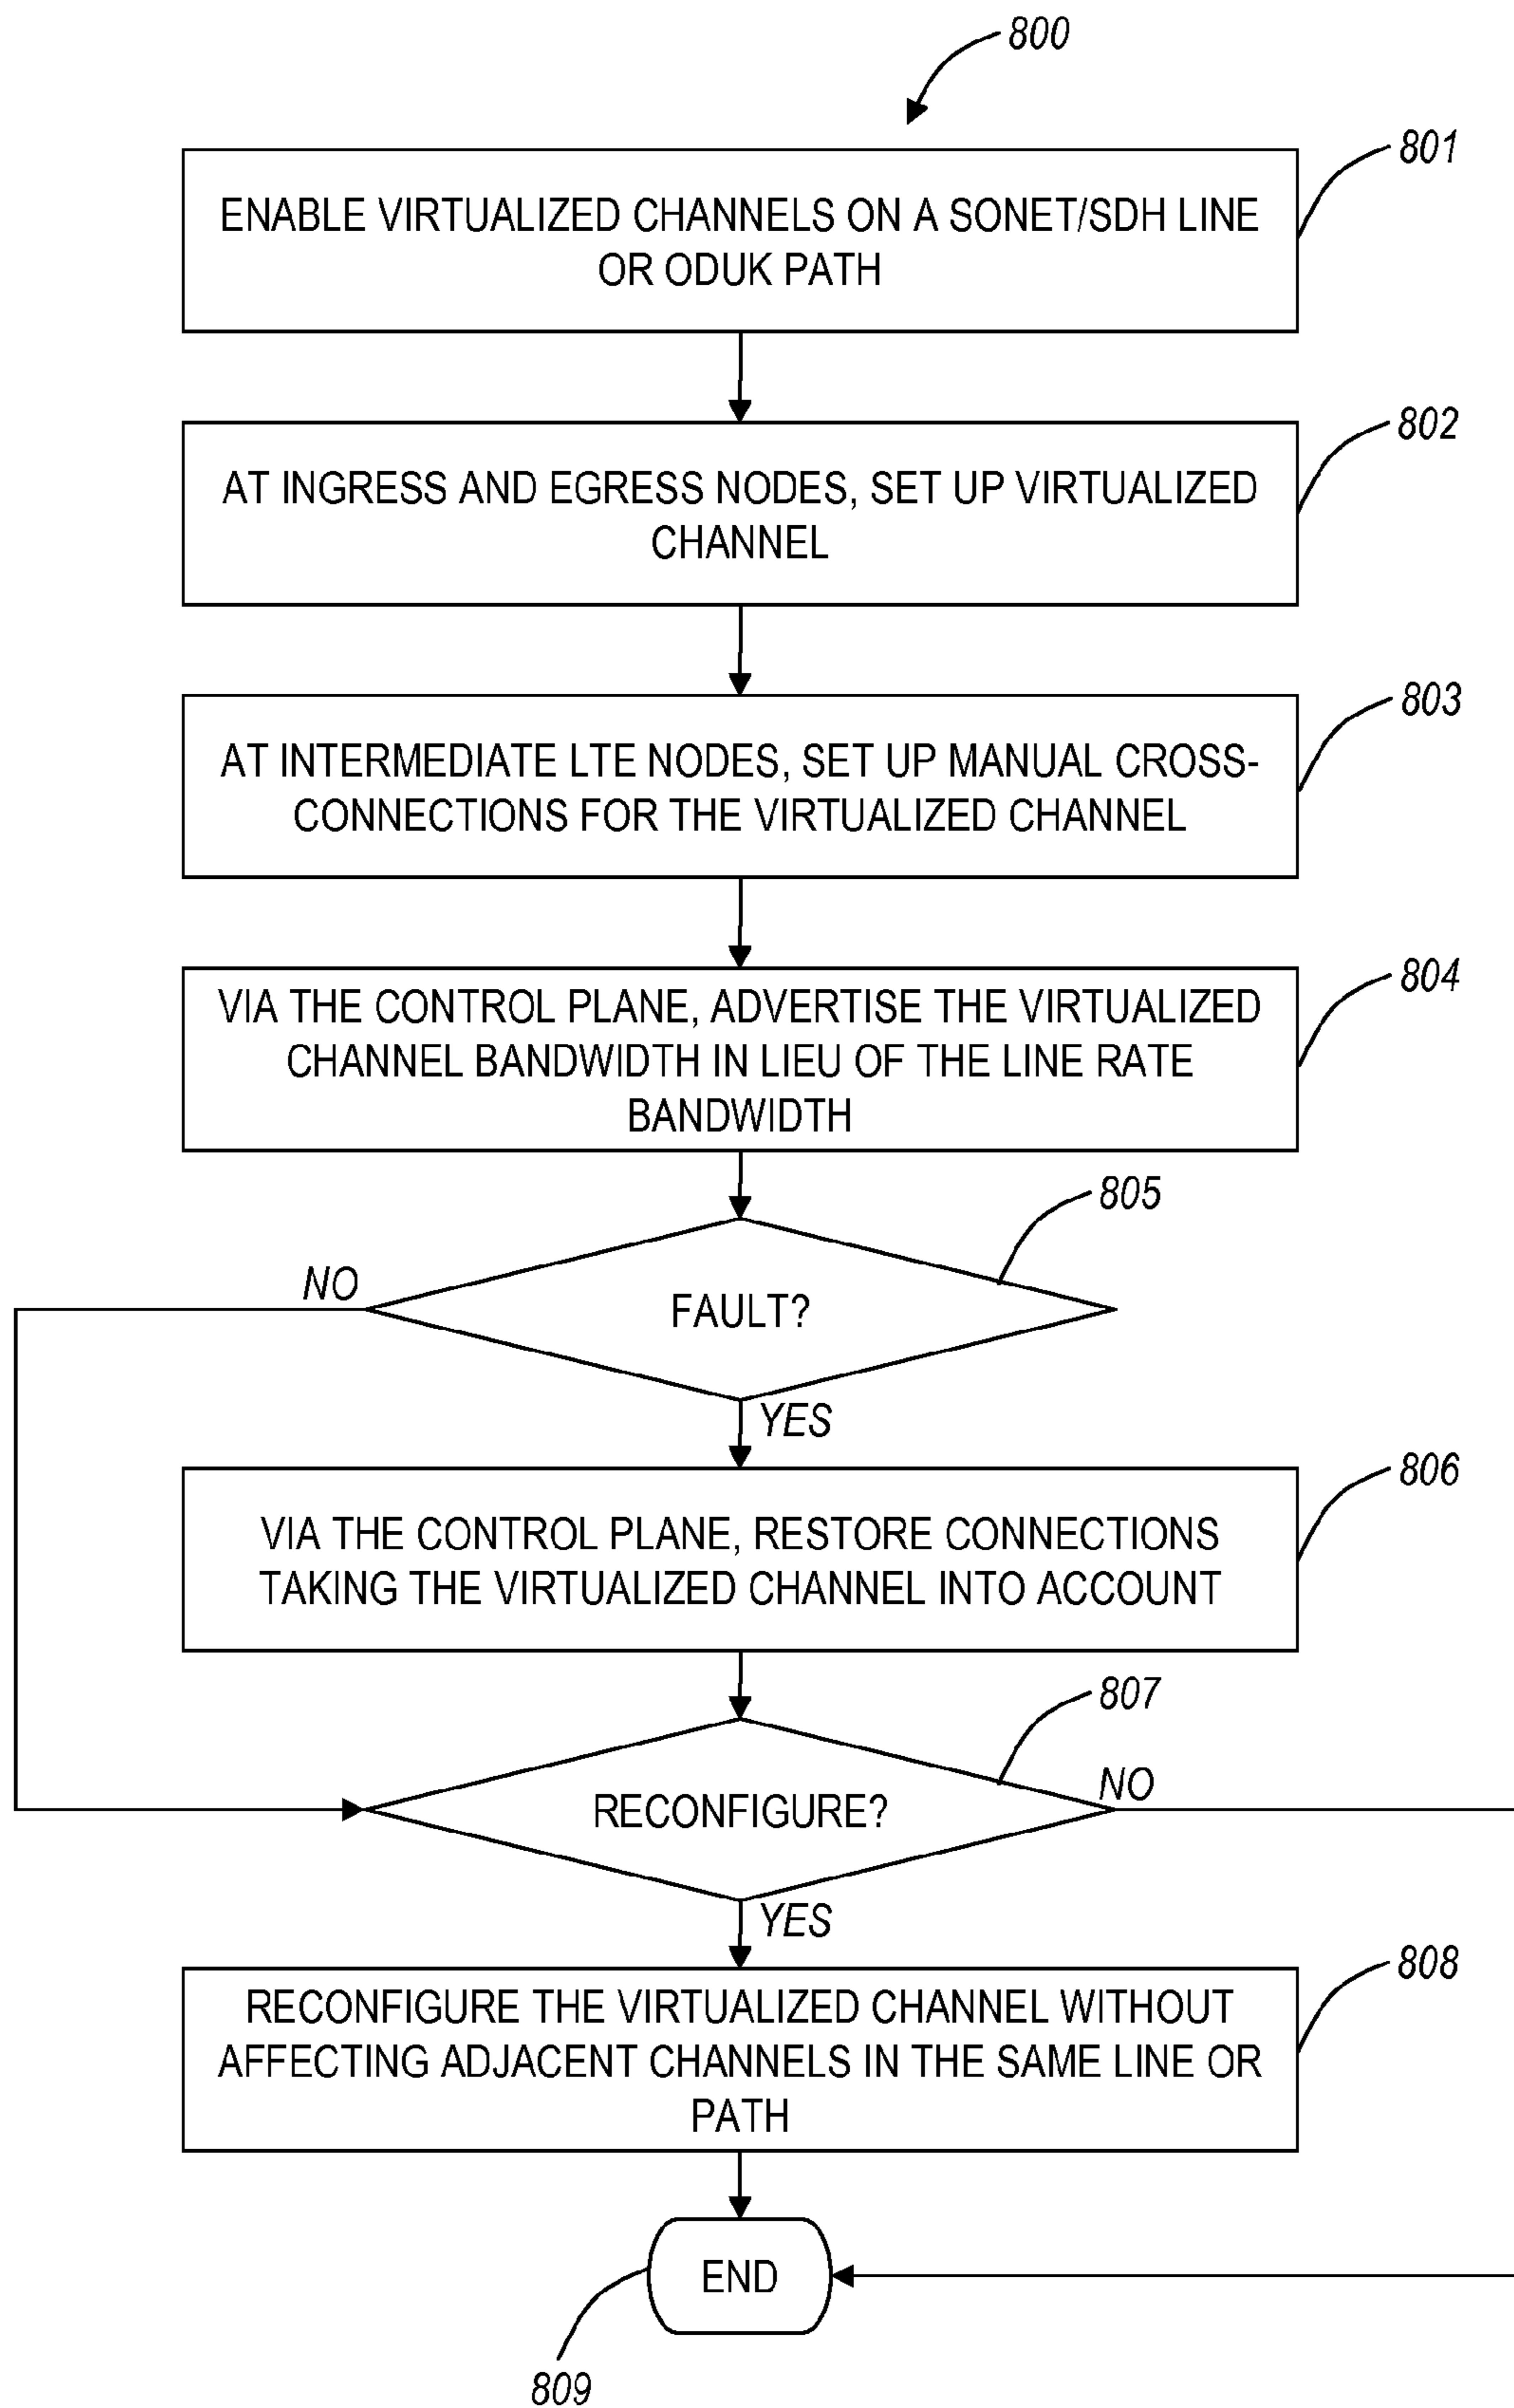 800
801
ENABLE VIRTUALIZED CHANNELS ON A SONET/SDH LINE
OR ODUK PATH
802
AT INGRESS AND EGRESS NODES, SET UP VIRTUALIZED
CHANNEL
803
AT INTERMEDIATE LTE NODES, SET UP MANUAL CROSS-
CONNECTIONS FOR THE VIRTUALIZED CHANNEL
804
VIA THE CONTROL PLANE, ADVERTISE THE VIRTUALIZED
CHANNEL BANDWIDTH IN LIEU OF THE LINE RATE
BANDWIDTH
805
NO
FAULT?
YES
806
VIA THE CONTROL PLANE, RESTORE CONNECTIONS
TAKING THE VIRTUALIZED CHANNEL INTO ACCOUNT
807
NO
RECONFIGURE?
YES
808
RECONFIGURE THE VIRTUALIZED CHANNEL WITHOUT
AFFECTING ADJACENT CHANNELS IN THE SAME LINE OR
PATH
END
809